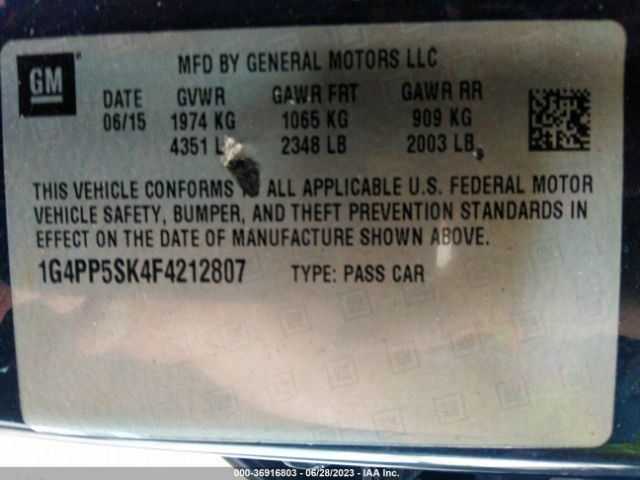 GM
MFD BY GENERAL MOTORS LLC
DATE GVWR GAWR FRT GAWR RR
06/15 1974 KG 1065 KG 909 KG
4351 L 2348 LB 2003 LB
THIS VEHICLE CONFORMS ALL APPLICABLE U.S. FEDERAL MOTOR
VEHICLE SAFETY, BUMPER, AND THEFT PREVENTION STANDARDS IN
EFFECT ON THE DATE OF MANUFACTURE SHOWN ABOVE.
1G4PP5SK4F4212807 TYPE: PASS CAR
000-36916803 - 06/28/2023 - IAA Inc.